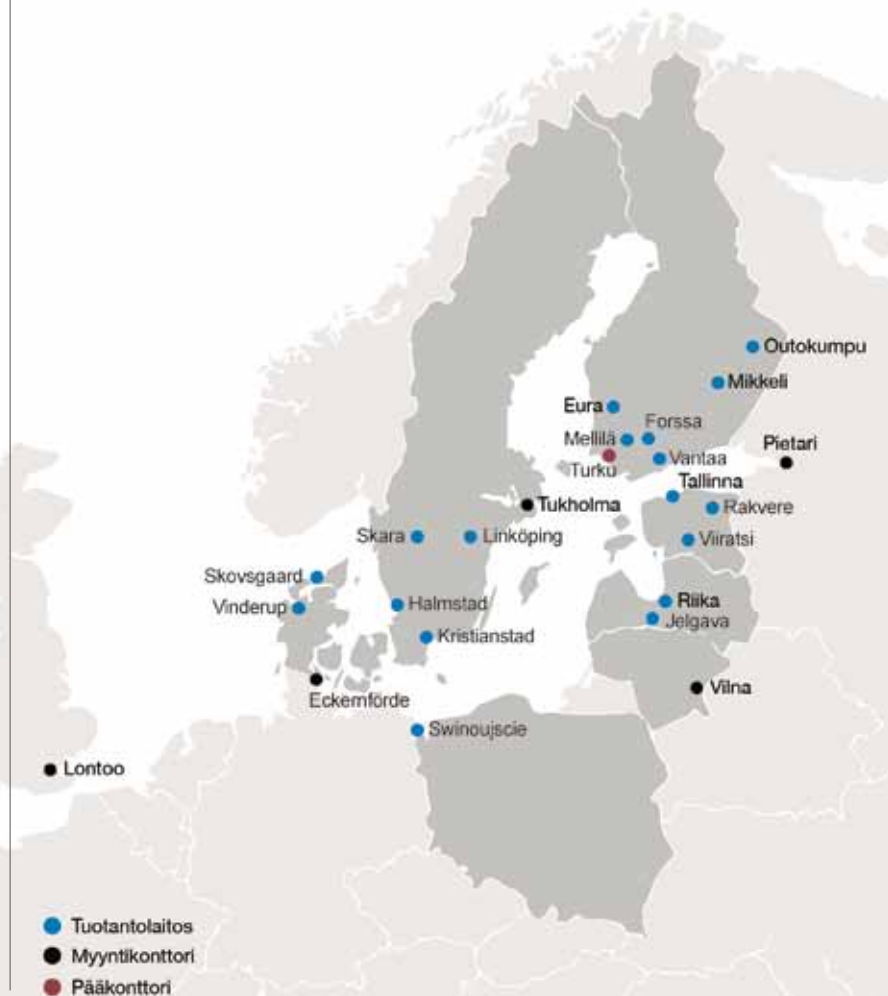 Outokumpu
Mikkeli
Eura
Forssa
Mellilä
Pietari
Turku
Vantaa
Tallinna
Tukholma
Rakvere
Skara
Linköping
Viiratsi
Skovsgaard
Vinderup
Halmstad
Riika
Jelgava
Kristianstad
Vilna
Eckernförde
Swinoujscie
Lontoo
Tuotantolaitos
Myyntikonttori
Pääkonttori